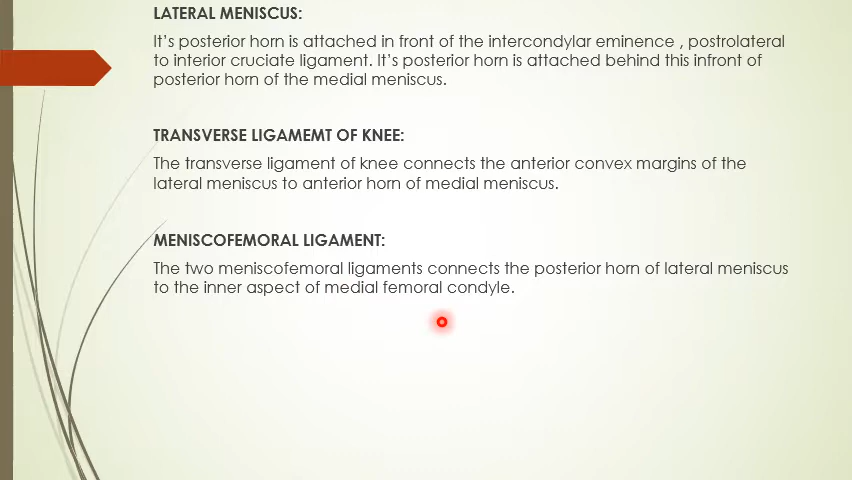 LATERAL MENISCUS:
It's posterior horn is attached in front of the intercondylar eminence , postrolateral
to interior cruciate ligament. It's posterior horn is attached behind this infront of
posterior horn of the medial meniscus.
TRANSVERSE LIGAMEMT OF KNEE:
The transverse ligament of knee connects the anterior convex margins of the
lateral meniscus to anterior horn of medial meniscus.
MENISCOFEMORAL LIGAMENT:
The two meniscofemoral ligaments connects the posterior horn of lateral meniscus
to the inner aspect of medial femoral condyle.